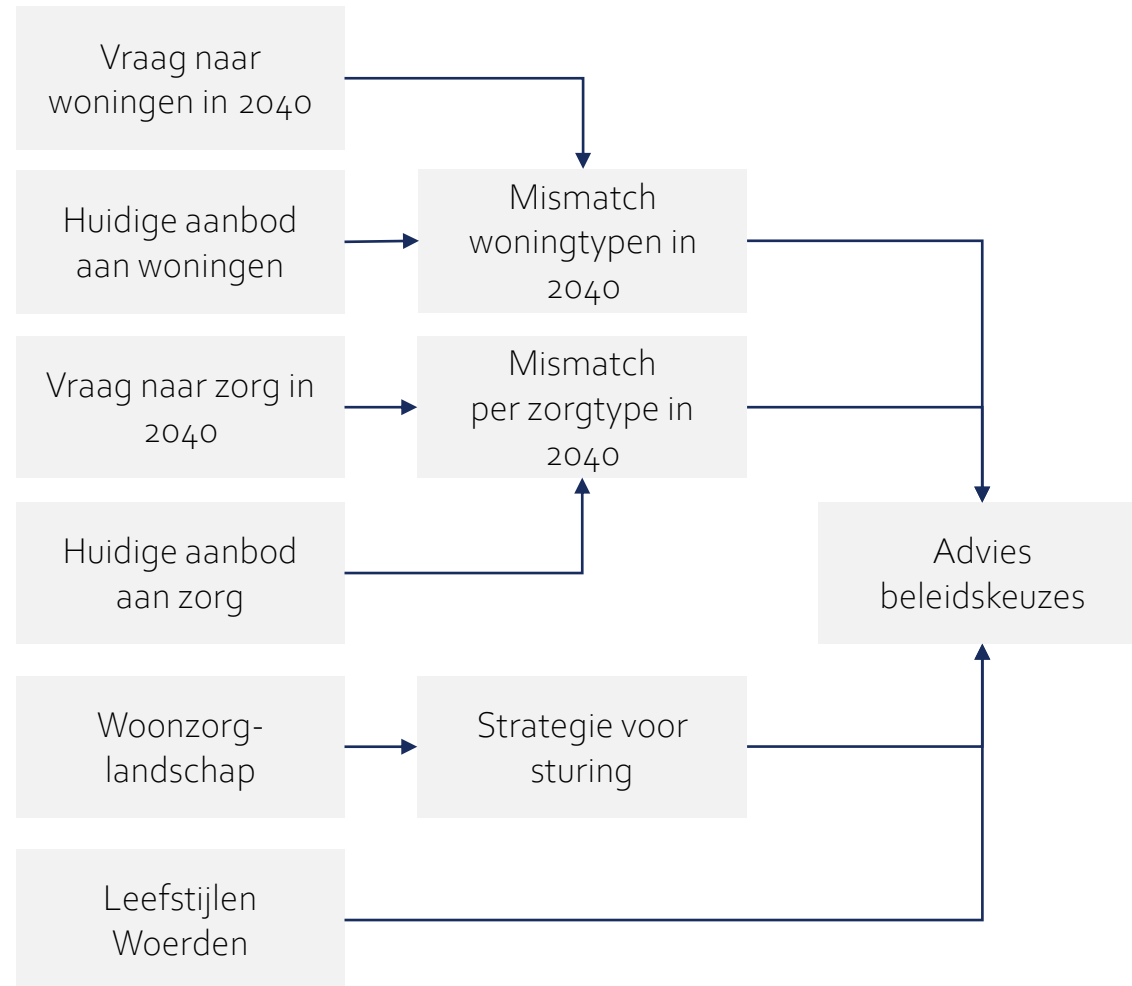 Vraag naar
woningen in 2040
Huidige aanbod
aan woningen
Mismatch
woningtypen in
2040
Vraag naar zorg in
2040
Mismatch
per zorgtype in
2040
Huidige aanbod
aan zorg
Advies
beleidskeuzes
Woonzorg-
landschap
Strategie voor
sturing
Leefstijlen
Woerden